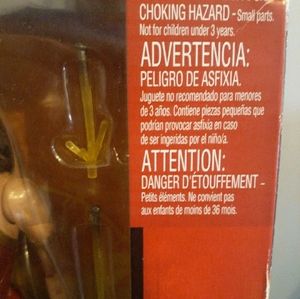 CHOKING HAZARD - Small parts.
Not for children under 3 years.
ADVERTENCIA:
PELIGRO DE ASFIXIA.
Juguete no recomendado para menores
de 3 años. Contiene piezas pequeñas que
podrían provocar asfixia en caso
de ser ingeridas por el niño/a.
ATTENTION:
DANGER D'ÉTOUFFEMENT -
Petits éléments. Ne convient pas
aux enfants de moins de 36 mois.